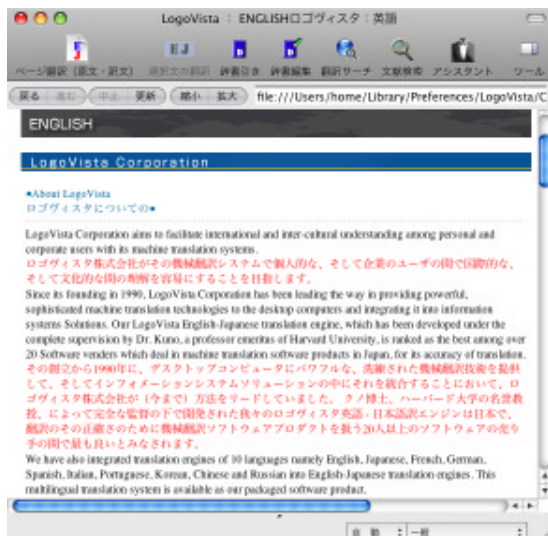 LogoVista : ENGLISHロゴヴィスタ : 英語
ページ翻訳 (原文・訳文) 選択文の翻訳 辞書引き 辞書編集 翻訳サーチ 文献検索 アシスタント ツール
戻る 進む 中止 更新 縮小 拡大 file:///Users/home/Library/Preferences/LogoVista/C
ENGLISH
LogoVista Corporation
■About LogoVista
ロゴヴィスタについての■
LogoVista Corporation aims to facilitate international and inter-cultural understanding among personal and
corporate users with its machine translation systems.
ロゴヴィスタ株式会社がその機械翻訳システムで個人的な、そして企業のユーザの間で国際的な、
そして文化的な間の理解を容易にすることを目指します。
Since its founding in 1990, LogoVista Corporation has been leading the way in providing powerful,
sophisticated machine translation technologies to the desktop computers and integrating it into information
systems Solutions. Our LogoVista English-Japanese translation engine, which has been developed under the
complete supervision by Dr. Kuno, a professor emeritus of Harvard University, is ranked as the best among over
20 Software venders which deal in machine translation software products in Japan, for its accuracy of translation.
その創立から1990年に、デスクトップコンピュータにパワフルな、洗練された機械翻訳技術を提供
して、そしてインフォメーションシステムソリューションの中にそれを統合することにおいて、ロ
ゴヴィスタ株式会社が (今まで) 方法をリードしていました。 クノ博士、ハーバード大学の名誉教
授、によって完全な監督の下で開発された我々のロゴヴィスタ英語 - 日本語訳エンジンは日本で、
翻訳のその正確さのために機械翻訳ソフトウェアプロダクトを扱う20人以上のソフトウェアの売り
手の間で最も良いとみなされます。
We have also integrated translation engines of 10 languages namely English, Japanese, French, German,
Spanish, Italian, Portuguese, Korean, Chinese and Russian into English-Japanese translation engines. This
multilingual translation system is available as our packaged software product.
自 動 一般